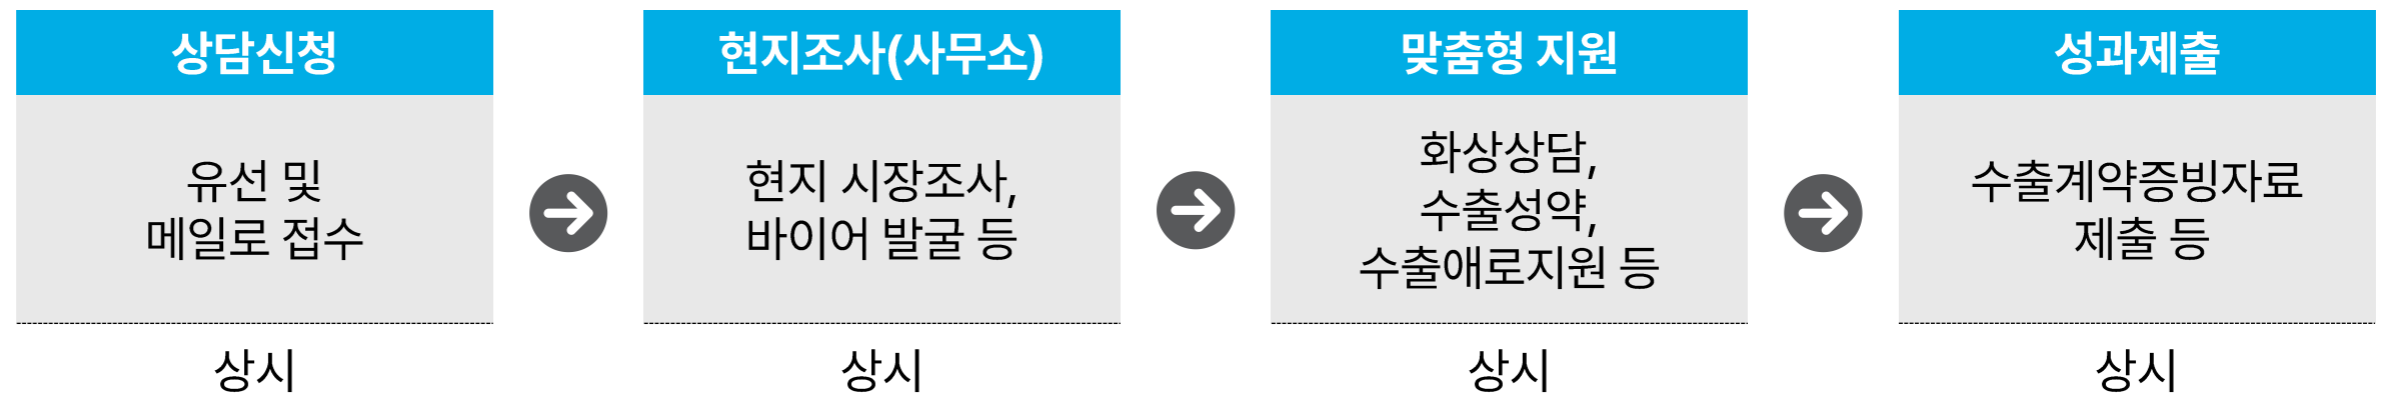 상담신청
유선 및
메일로 접수
상시
현지조사(사무소)
현지 시장조사,
바이어 발굴 등
상시
맞춤형 지원
화상상담,
수출성약,
수출애로지원 등
상시
성과제출
수출계약증빙자료
제출 등
상시